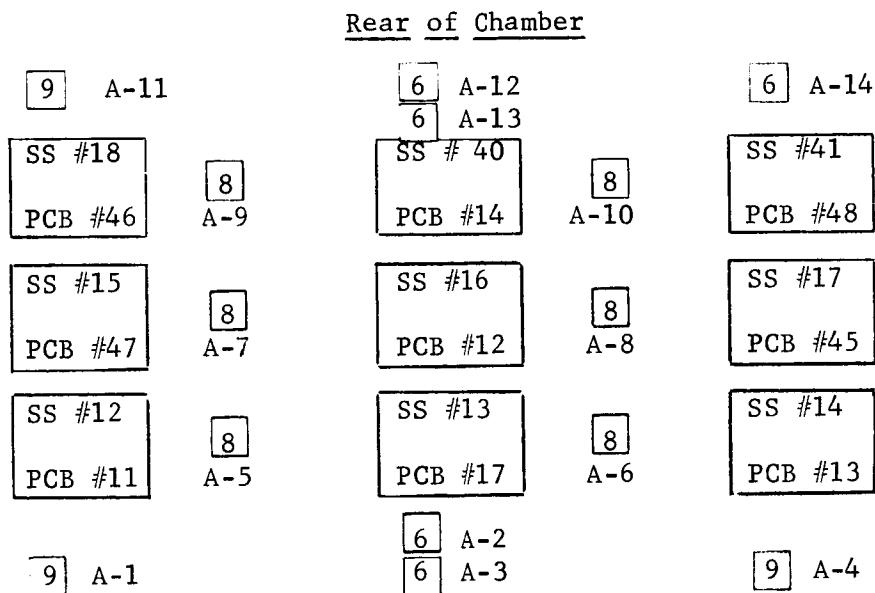 Rear of Chamber
9 A-11 6 A-12 6 A-14
6 A-13
SS #18 SS # 40 SS #41
8 8
PCB #46 A-9 PCB #14 A-10 PCB #48
SS #15 SS #16 SS #17
8 8
PCB #47 A-7 PCB #12 A-8 PCB #45
SS #12 SS #13 SS #14
8 8
PCB #11 A-5 PCB #17 A-6 PCB #13
6 A-2
9 A-1 6 A-3 9 A-4